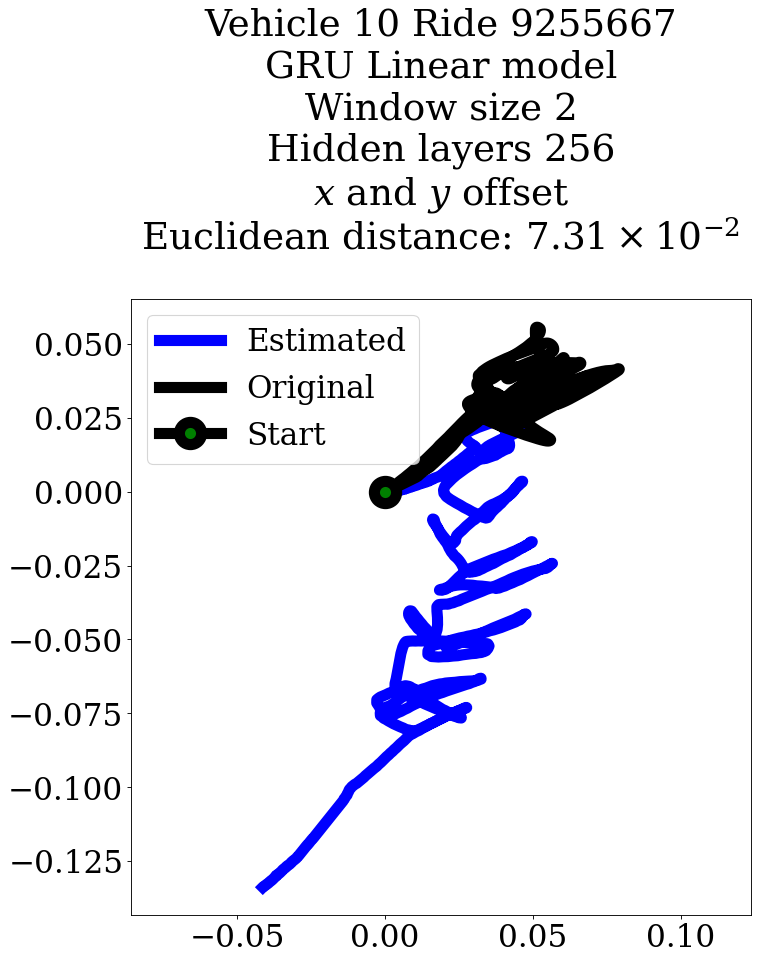 Vehicle 10 Ride 9255667
GRU Linear model
Window size 2
Hidden layers 256
x and y offset
Euclidean distance: 7.31 × 10⁻²
Estimated
Original
Start
0.050
0.025
0.000
−0.025
−0.050
−0.075
−0.100
−0.125
−0.05 0.00 0.05 0.10